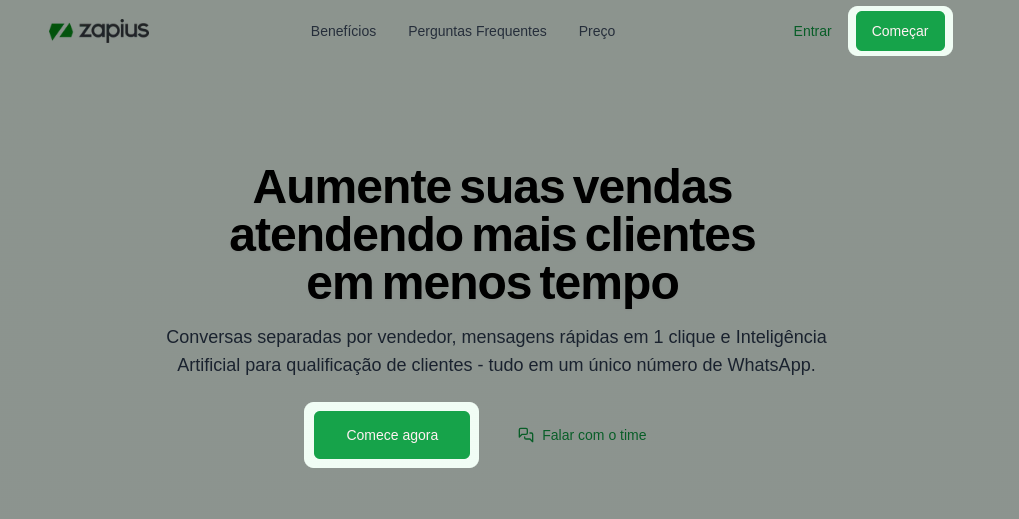 zapius
Benefícios
Perguntas Frequentes
Preço
Entrar
Começar
Aumente suas vendas
atendendo mais clientes
em menos tempo
Conversas separadas por vendedor, mensagens rápidas em 1 clique e Inteligência
Artificial para qualificação de clientes - tudo em um único número de WhatsApp.
Comece agora
Falar com o time